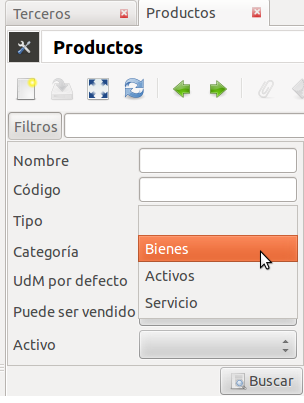 Terceros
Productos
Productos
Filtros
Nombre
Código
Tipo
Bienes
Categoría
Activos
UdM por defecto
Servicio
Puede ser vendido
Activo
Buscar